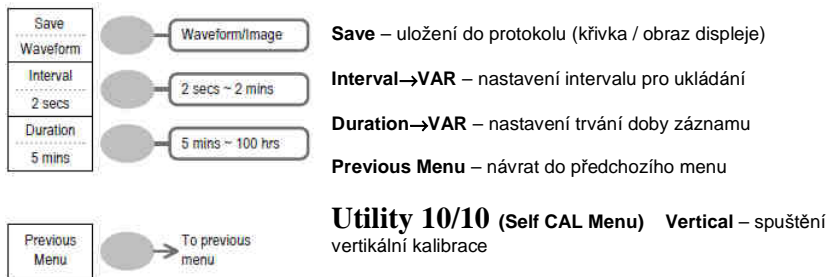 Save
Waveform
Waveform/Image
Interval
2 secs
2 secs ~ 2 mins
Duration
5 mins
5 mins ~ 100 hrs
Previous
Menu
To previous
menu
Save – uložení do protokolu (křivka / obraz displeje)
Interval→VAR – nastavení intervalu pro ukládání
Duration→VAR – nastavení trvání doby záznamu
Previous Menu – návrat do předchozího menu
Utility 10/10 (Self CAL Menu) Vertical – spuštění
vertikální kalibrace